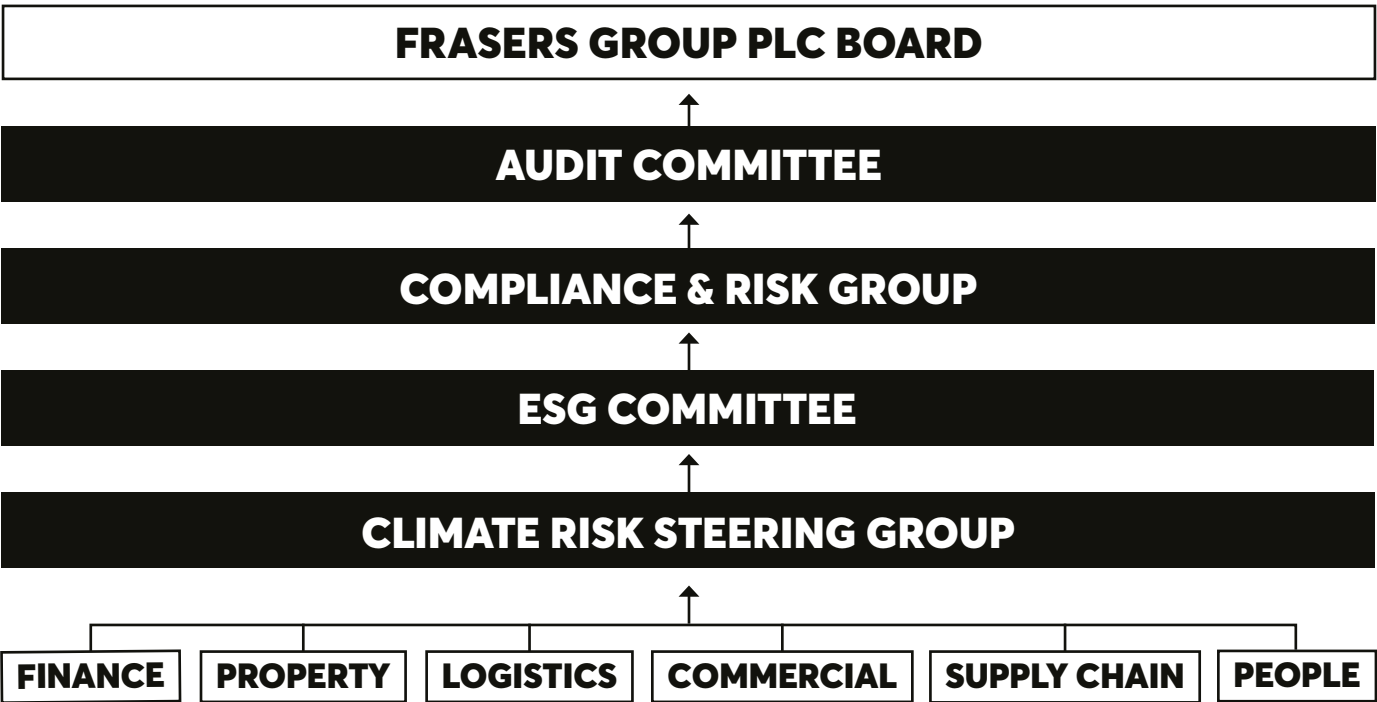 FRASERS GROUP PLC BOARD
AUDIT COMMITTEE
COMPLIANCE & RISK GROUP
ESG COMMITTEE
CLIMATE RISK STEERING GROUP
FINANCE
PROPERTY
LOGISTICS
COMMERCIAL
SUPPLY CHAIN
PEOPLE